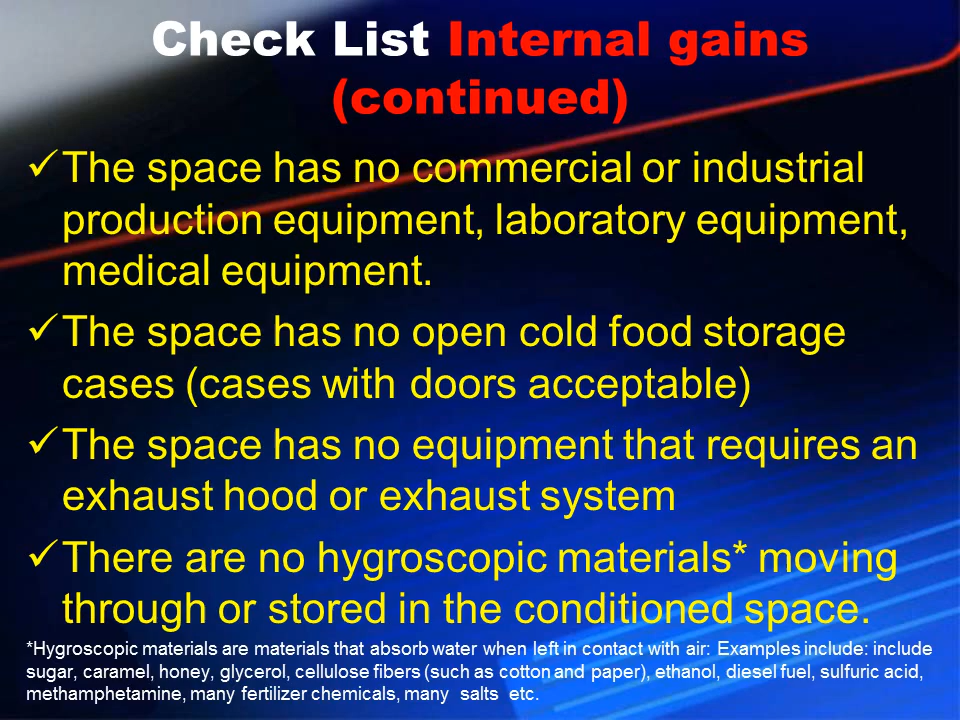 Check List Internal gains
(continued)
✓ The space has no commercial or industrial
production equipment, laboratory equipment,
medical equipment.
✓ The space has no open cold food storage
cases (cases with doors acceptable)
✓ The space has no equipment that requires an
exhaust hood or exhaust system
✓ There are no hygroscopic materials* moving
through or stored in the conditioned space.
*Hygroscopic materials are materials that absorb water when left in contact with air: Examples include: include
sugar, caramel, honey, glycerol, cellulose fibers (such as cotton and paper), ethanol, diesel fuel, sulfuric acid,
methamphetamine, many fertilizer chemicals, many salts etc.